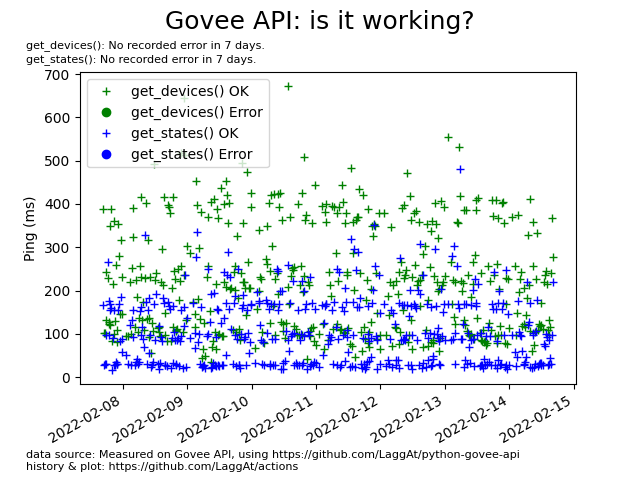 Govee API: is it working?
get_devices(): No recorded error in 7 days.
get_states(): No recorded error in 7 days.
get_devices() OK
get_devices() Error
get_states() OK
get_states() Error
Ping (ms)
700
600
500
400
300
200
100
0
2022-02-08
2022-02-09
2022-02-10
2022-02-11
2022-02-12
2022-02-13
2022-02-14
2022-02-15
data source: Measured on Govee API, using https://github.com/LaggAt/python-govee-api
history & plot: https://github.com/LaggAt/actions